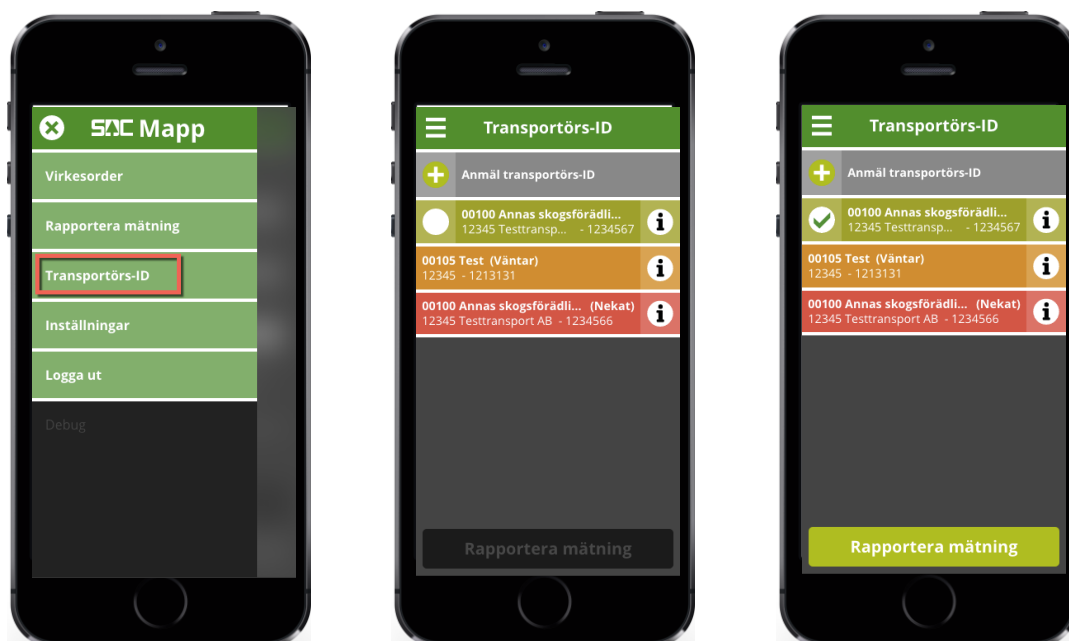 SDC Mapp
Virkesorder
Rapportera mätning
Transportörs-ID
Inställningar
Logga ut
Debug
Transportörs-ID
Anmäl transportörs-ID
00100 Annas skogsförädli...
12345 Testtransp... - 1234567
00105 Test (Väntar)
12345 - 1213131
00100 Annas skogsförädli... (Nekat)
12345 Testtransport AB - 1234566
Rapportera mätning
Transportörs-ID
Anmäl transportörs-ID
00100 Annas skogsförädli...
12345 Testtransp... - 1234567
00105 Test (Väntar)
12345 - 1213131
00100 Annas skogsförädli... (Nekat)
12345 Testtransport AB - 1234566
Rapportera mätning